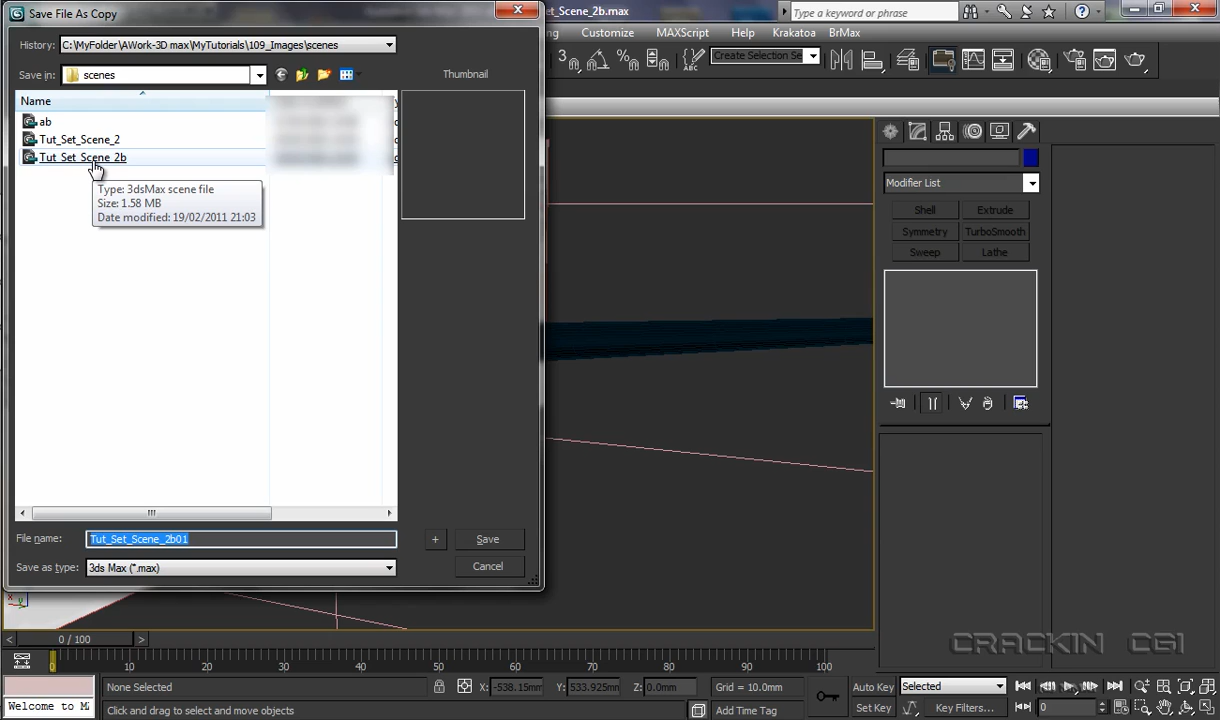 Save File As Copy
_Set_Scene_2b.max
Type a keyword or phrase
History: C:\MyFolder\AWork-3D max\MyTutorials\109_Images\scenes
ng Customize MAXScript Help Krakatoa BrMax
Save in: scenes
Thumbnail
3 Create Selection Se
Name
ab
Tut_Set_Scene_2
Tut_Set_Scene_2b
Type: 3dsMax scene file
Size: 1.58 MB
Date modified: 19/02/2011 21:03
Modifier List
Shell Extrude
Symmetry TurboSmooth
Sweep Lathe
File name: Tut_Set_Scene_2b01 + Save
Save as type: 3ds Max (*.max) Cancel
x y
< 0 / 100 >
CRACKIN CGI
0 10 20 30 40 50 60 70 80 90 100
None Selected X: -538.15mm Y: 533.925mm Z: 0.0mm Grid = 10.0mm Auto Key Selected
Welcome to M Click and drag to select and move objects Add Time Tag Set Key Key Filters... 0